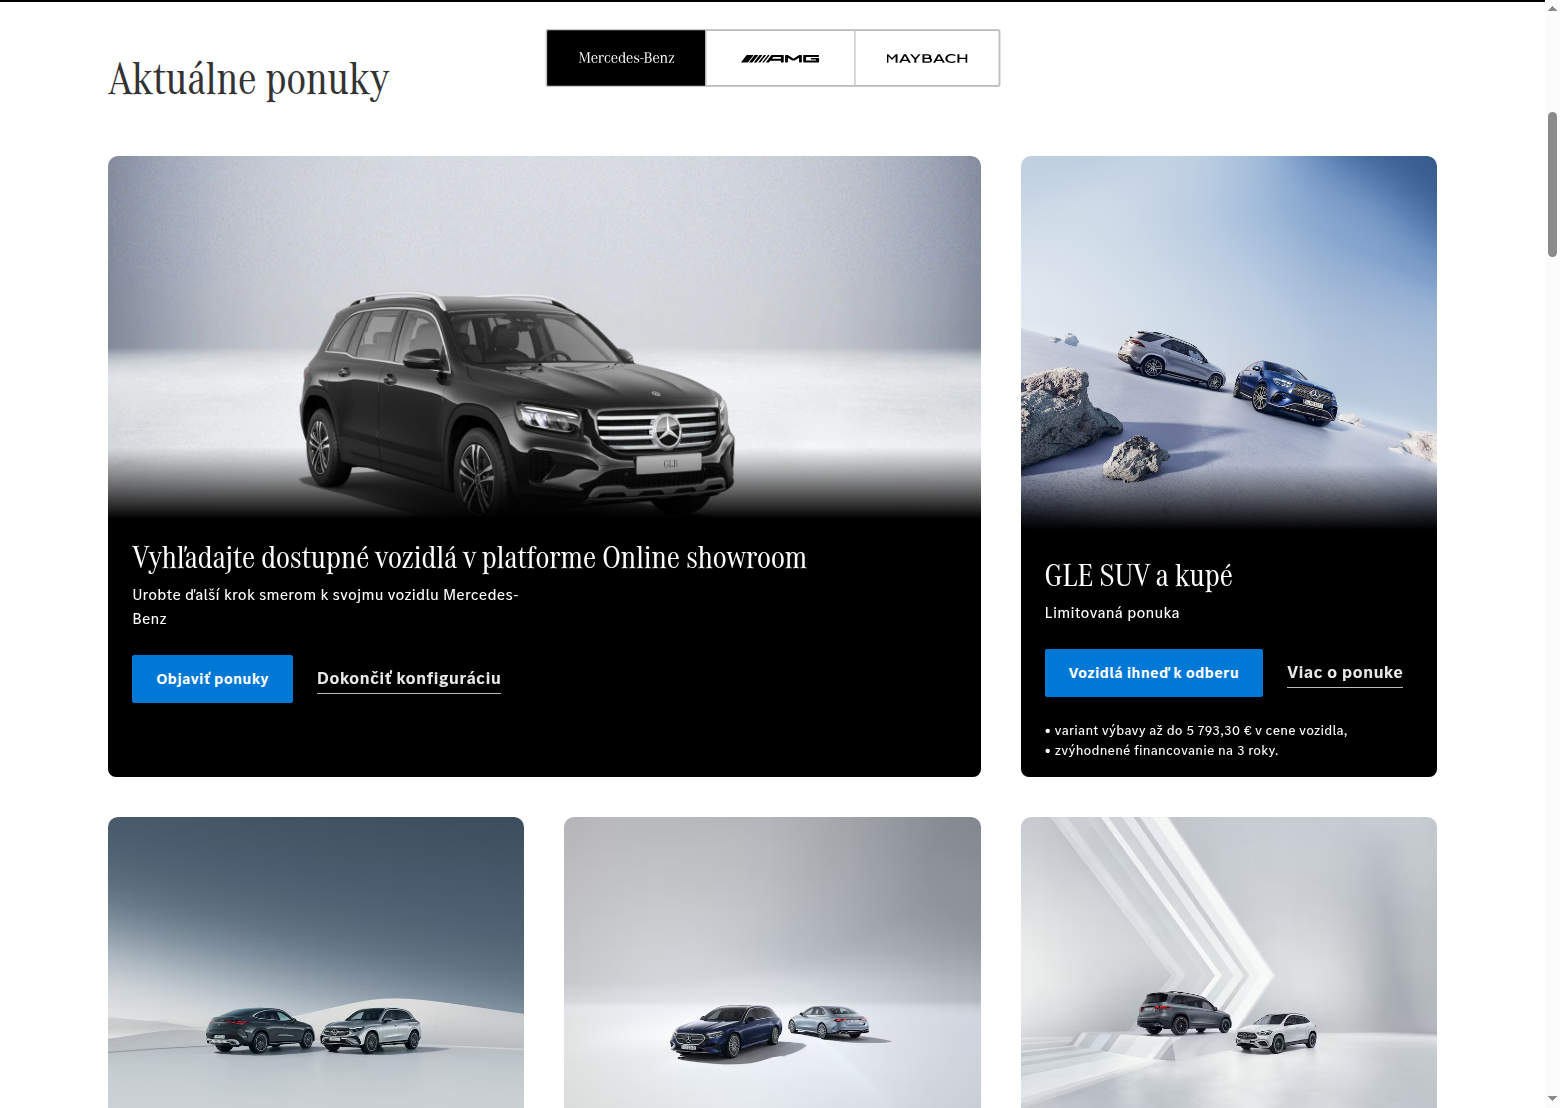 Aktuálne ponuky
Mercedes-Benz
AMG
MAYBACH
GLB
Vyhľadajte dostupné vozidlá v platforme Online showroom
Urobte ďalší krok smerom k svojmu vozidlu Mercedes-
Benz
Objaviť ponuky
Dokončiť konfiguráciu
GLE SUV a kupé
Limitovaná ponuka
Vozidlá ihneď k odberu
Viac o ponuke
• variant výbavy až do 5 793,30 € v cene vozidla,
• zvýhodnené financovanie na 3 roky.